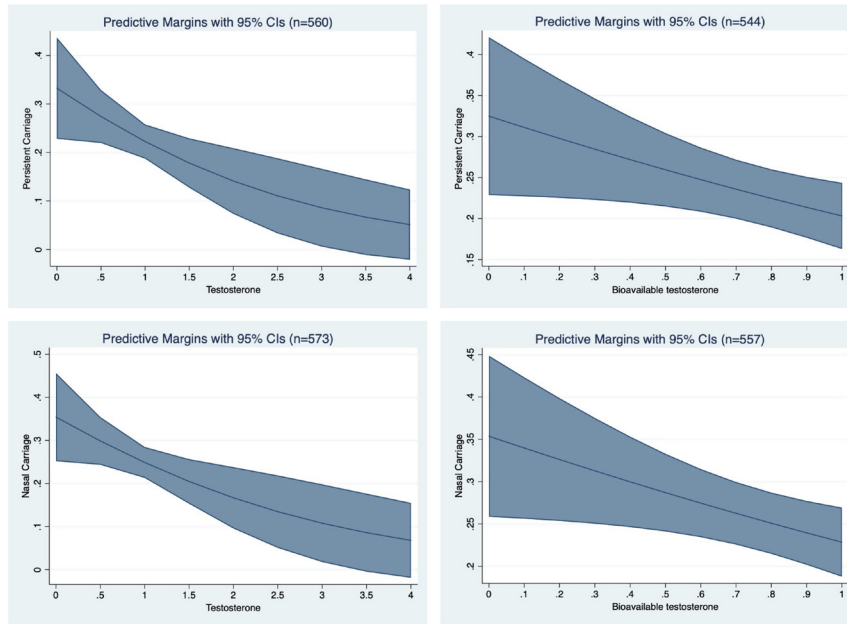 Predictive Margins with 95% CIs (n=560)
Persistent Carriage
.4
.3
.2
.1
0
0 .5 1 1.5 2 2.5 3 3.5 4
Testosterone
Predictive Margins with 95% CIs (n=544)
Persistent Carriage
.4
.35
.3
.25
.2
.15
0 .1 .2 .3 .4 .5 .6 .7 .8 .9 1
Bioavailable testosterone
Predictive Margins with 95% CIs (n=573)
Nasal Carriage
.5
.4
.3
.2
.1
0
0 .5 1 1.5 2 2.5 3 3.5 4
Testosterone
Predictive Margins with 95% CIs (n=557)
Nasal Carriage
.45
.4
.35
.3
.25
.2
0 .1 .2 .3 .4 .5 .6 .7 .8 .9 1
Bioavailable testosterone